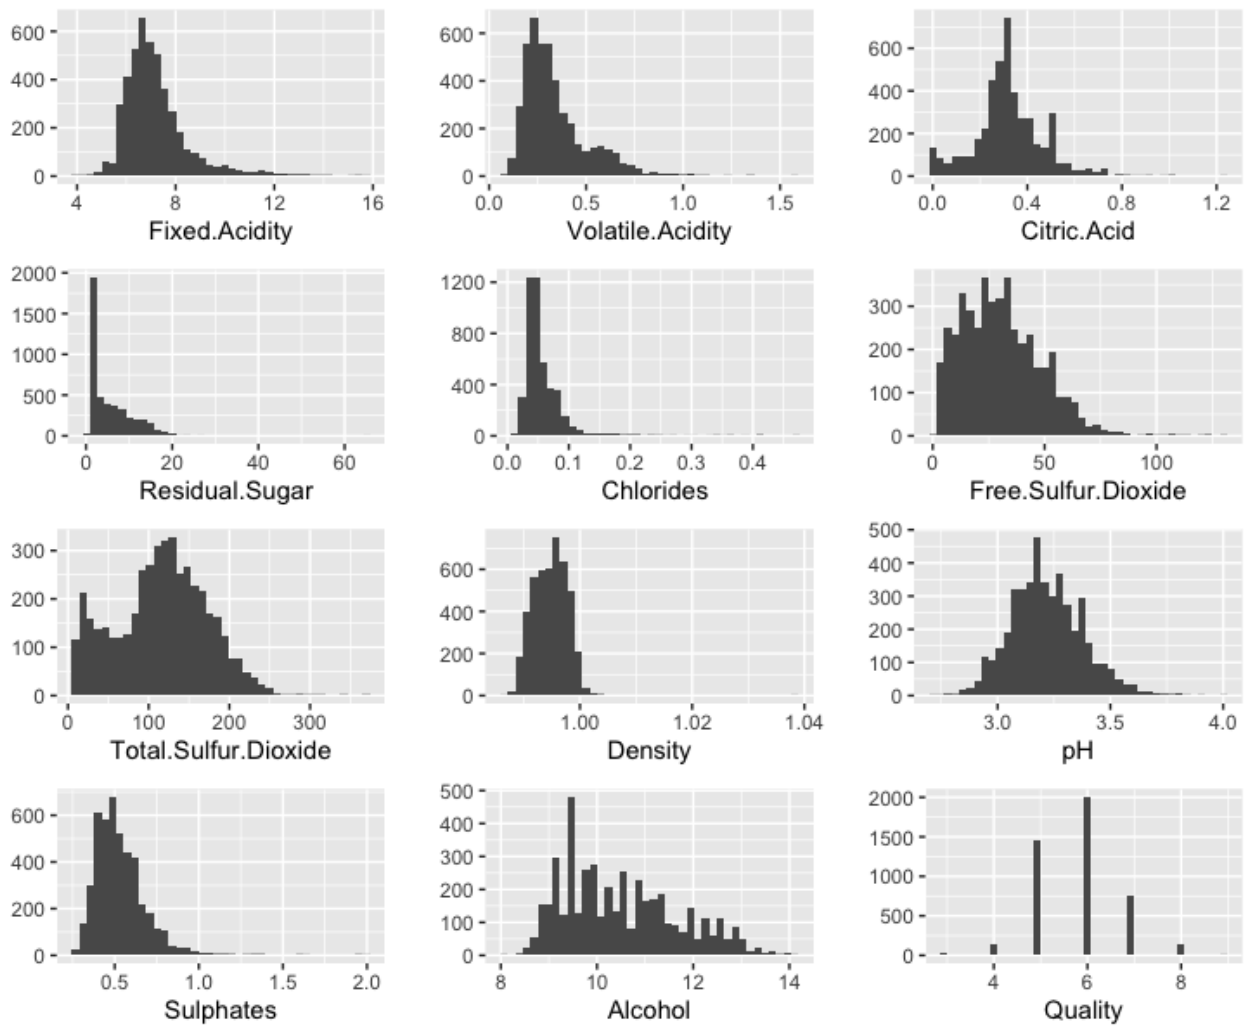 600
400
200
0
4 8 12 16
Fixed.Acidity
600
400
200
0
0.0 0.5 1.0 1.5
Volatile.Acidity
600
400
200
0
0.0 0.4 0.8 1.2
Citric.Acid
2000
1500
1000
500
0
0 20 40 60
Residual.Sugar
1200
800
400
0
0.0 0.1 0.2 0.3 0.4
Chlorides
300
200
100
0
0 50 100
Free.Sulfur.Dioxide
300
200
100
0
0 100 200 300
Total.Sulfur.Dioxide
600
400
200
0
1.00 1.02 1.04
Density
500
400
300
200
100
0
3.0 3.5 4.0
pH
600
400
200
0
0.5 1.0 1.5 2.0
Sulphates
500
400
300
200
100
0
8 10 12 14
Alcohol
2000
1500
1000
500
0
4 6 8
Quality